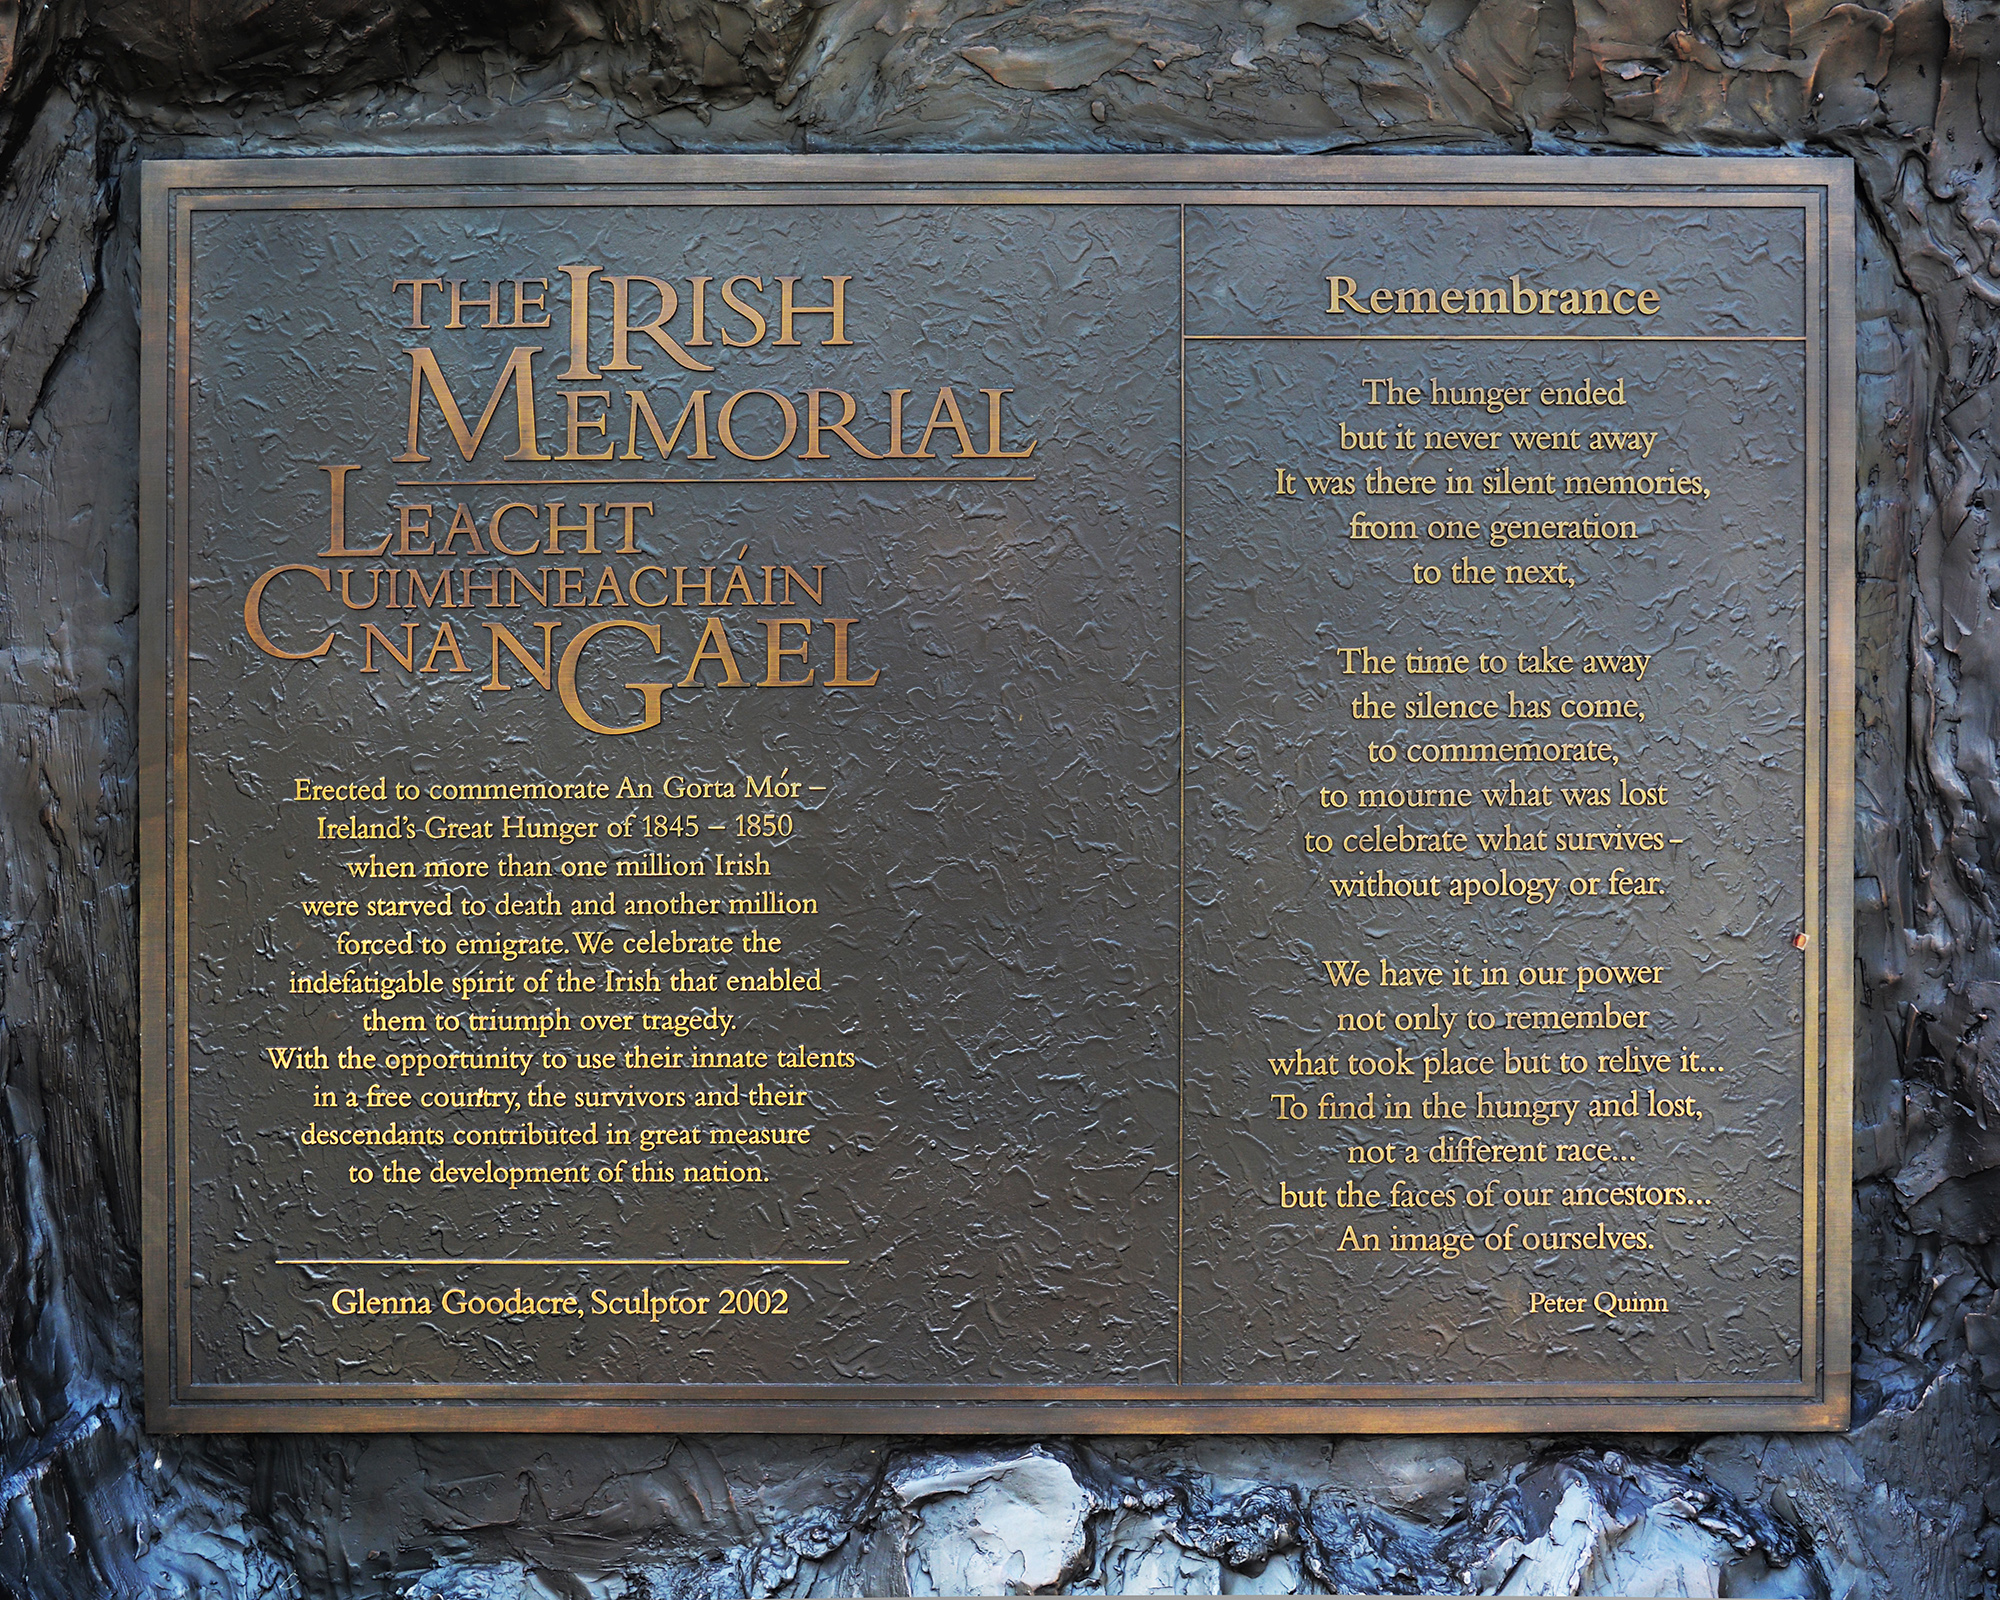 THE IRISH
MEMORIAL
LEACHT
CUIMHNEACHÁIN
NA NGAEL
Erected to commemorate An Gorta Mór –
Ireland's Great Hunger of 1845 – 1850
when more than one million Irish
were starved to death and another million
forced to emigrate. We celebrate the
indefatigable spirit of the Irish that enabled
them to triumph over tragedy.
With the opportunity to use their innate talents
in a free country, the survivors and their
descendants contributed in great measure
to the development of this nation.
Glenna Goodacre, Sculptor 2002
Remembrance
The hunger ended
but it never went away
It was there in silent memories,
from one generation
to the next,
The time to take away
the silence has come,
to commemorate,
to mourne what was lost
to celebrate what survives –
without apology or fear.
We have it in our power
not only to remember
what took place but to relive it...
To find in the hungry and lost,
not a different race...
but the faces of our ancestors...
An image of ourselves.
Peter Quinn